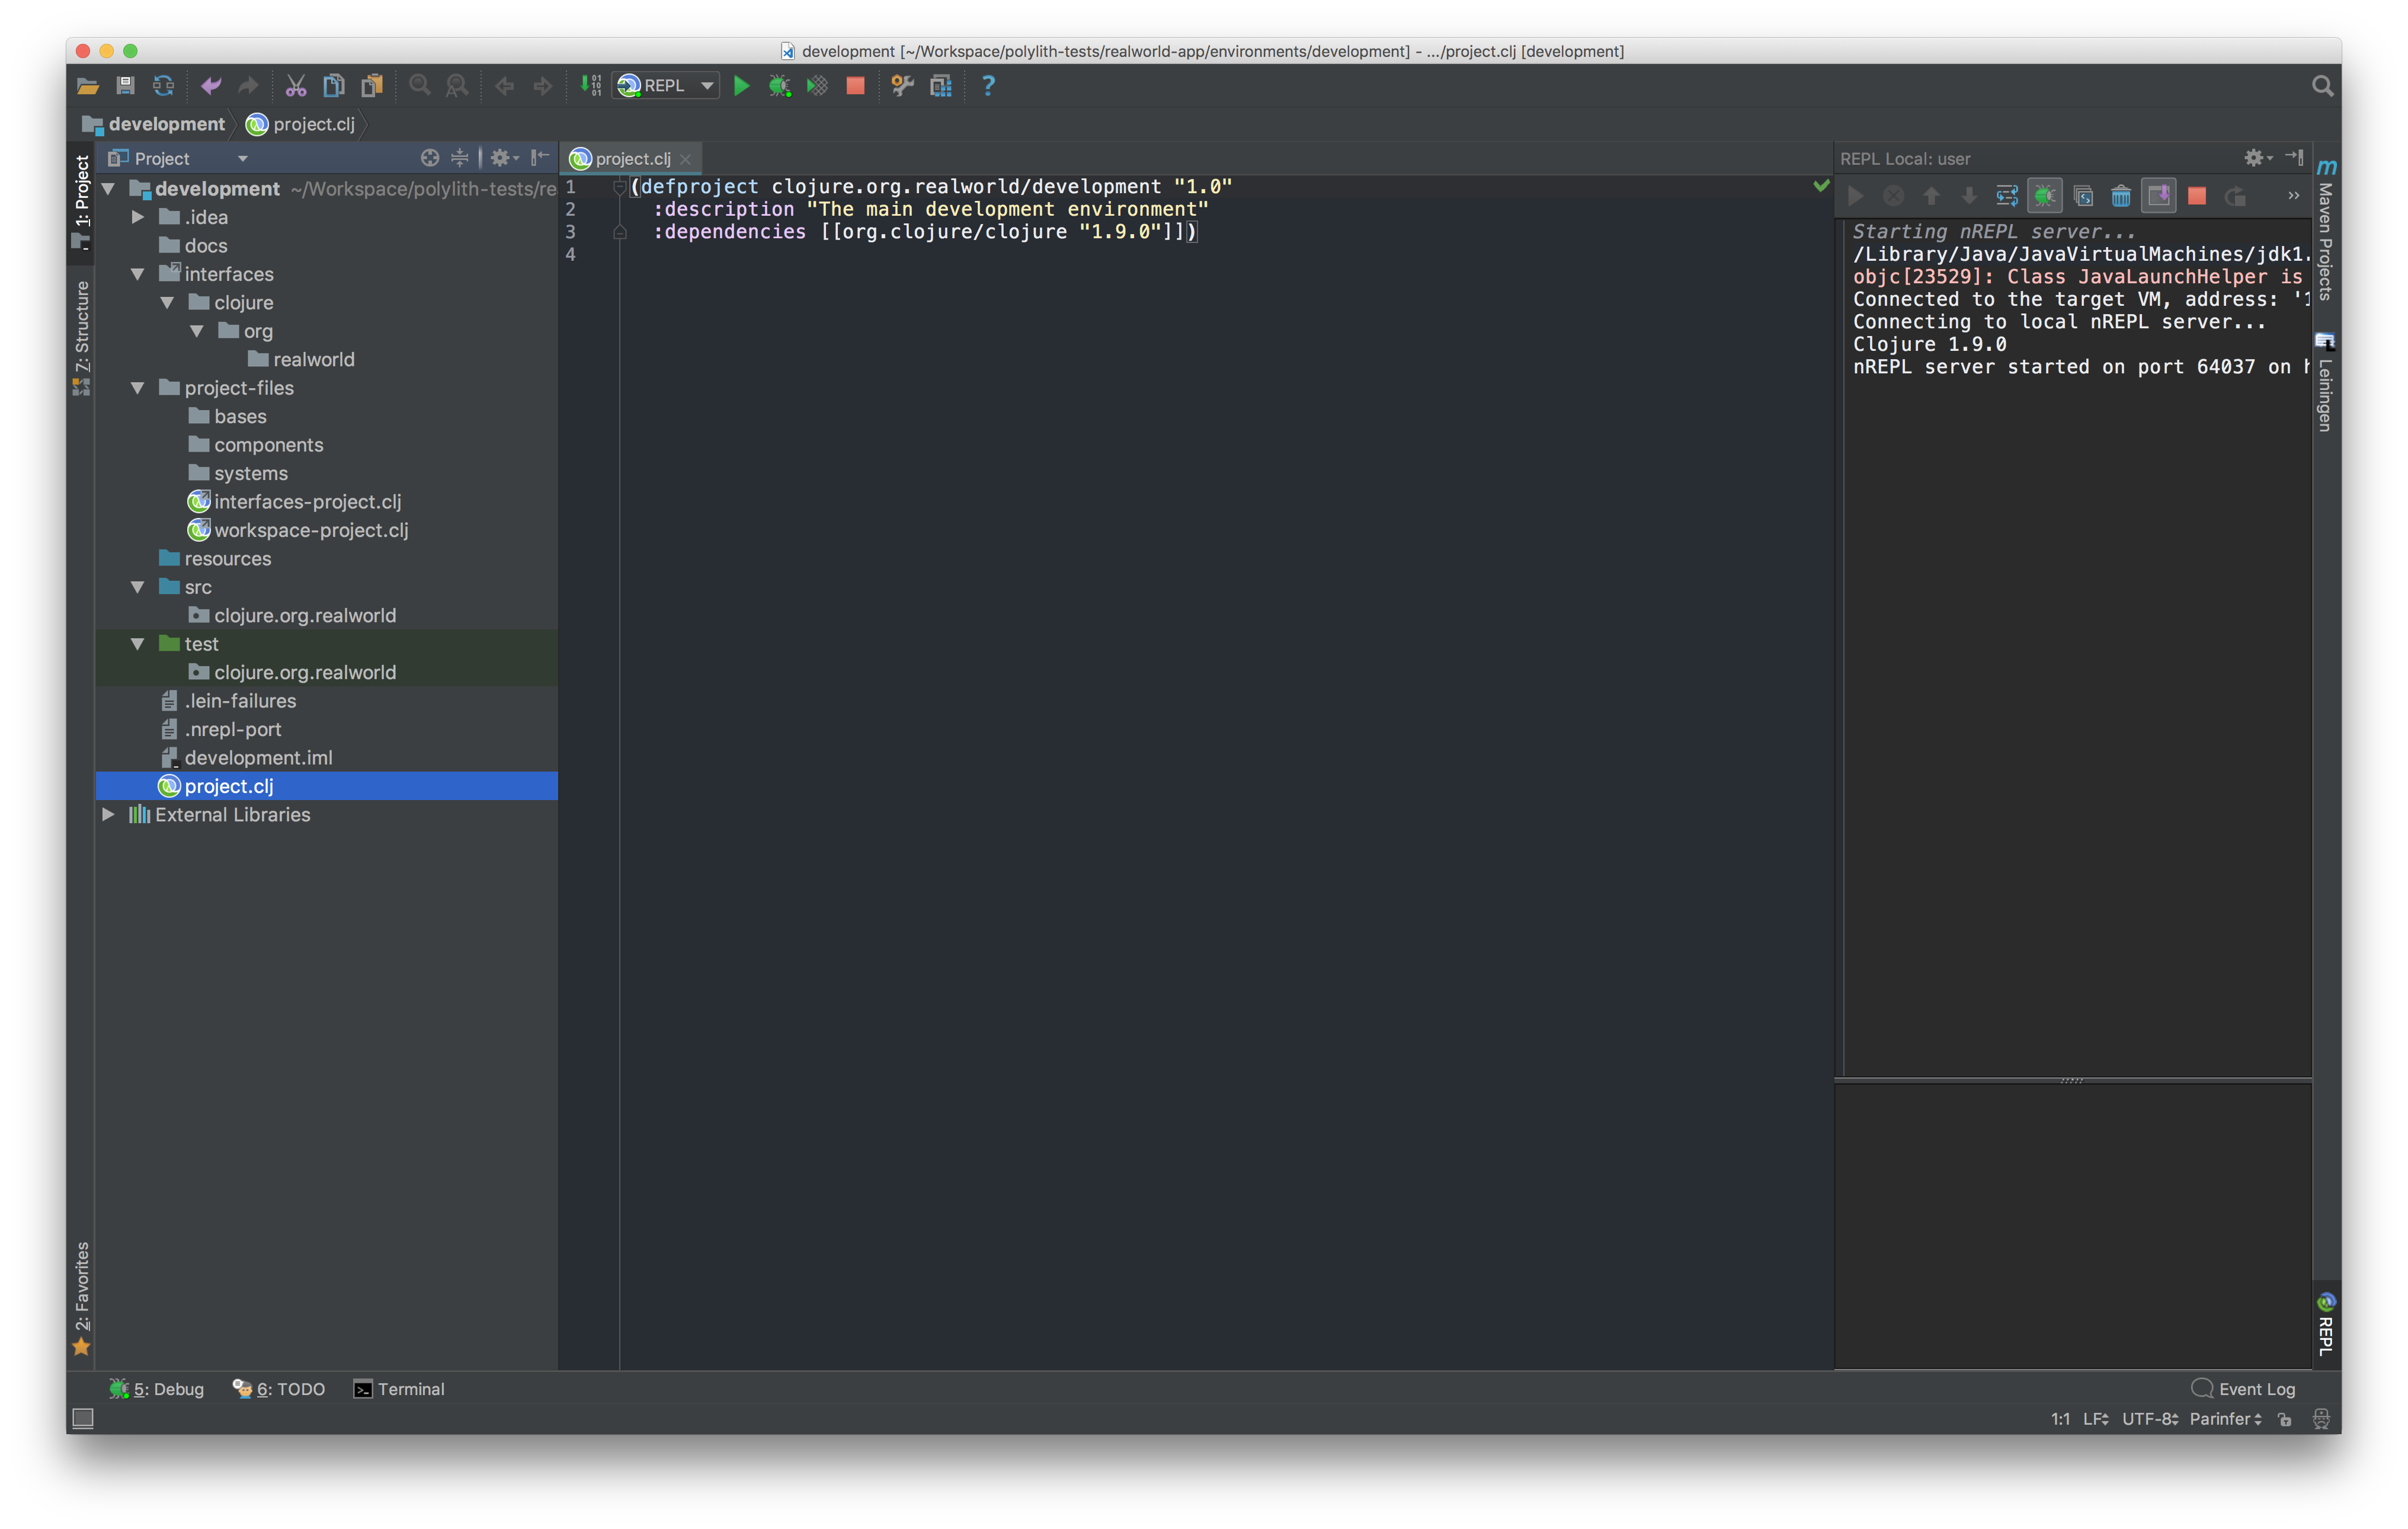 development [~/Workspace/polylith-tests/realworld-app/environments/development] - .../project.clj [development]
REPL
development
project.clj
1: Project
7: Structure
2: Favorites
Project
development ~/Workspace/polylith-tests/re
.idea
docs
interfaces
clojure
org
realworld
project-files
bases
components
systems
interfaces-project.clj
workspace-project.clj
resources
src
clojure.org.realworld
test
clojure.org.realworld
.lein-failures
.nrepl-port
development.iml
project.clj
External Libraries
project.clj
1 (defproject clojure.org.realworld/development "1.0"
2 :description "The main development environment"
3 :dependencies [[org.clojure/clojure "1.9.0"]])
4
REPL Local: user
Starting nREPL server...
/Library/Java/JavaVirtualMachines/jdk1.
objc[23529]: Class JavaLaunchHelper is
Connected to the target VM, address: '1
Connecting to local nREPL server...
Clojure 1.9.0
nREPL server started on port 64037 on h
Maven Projects
Leiningen
REPL
5: Debug
6: TODO
Terminal
Event Log
1:1 LF UTF-8 Parinfer